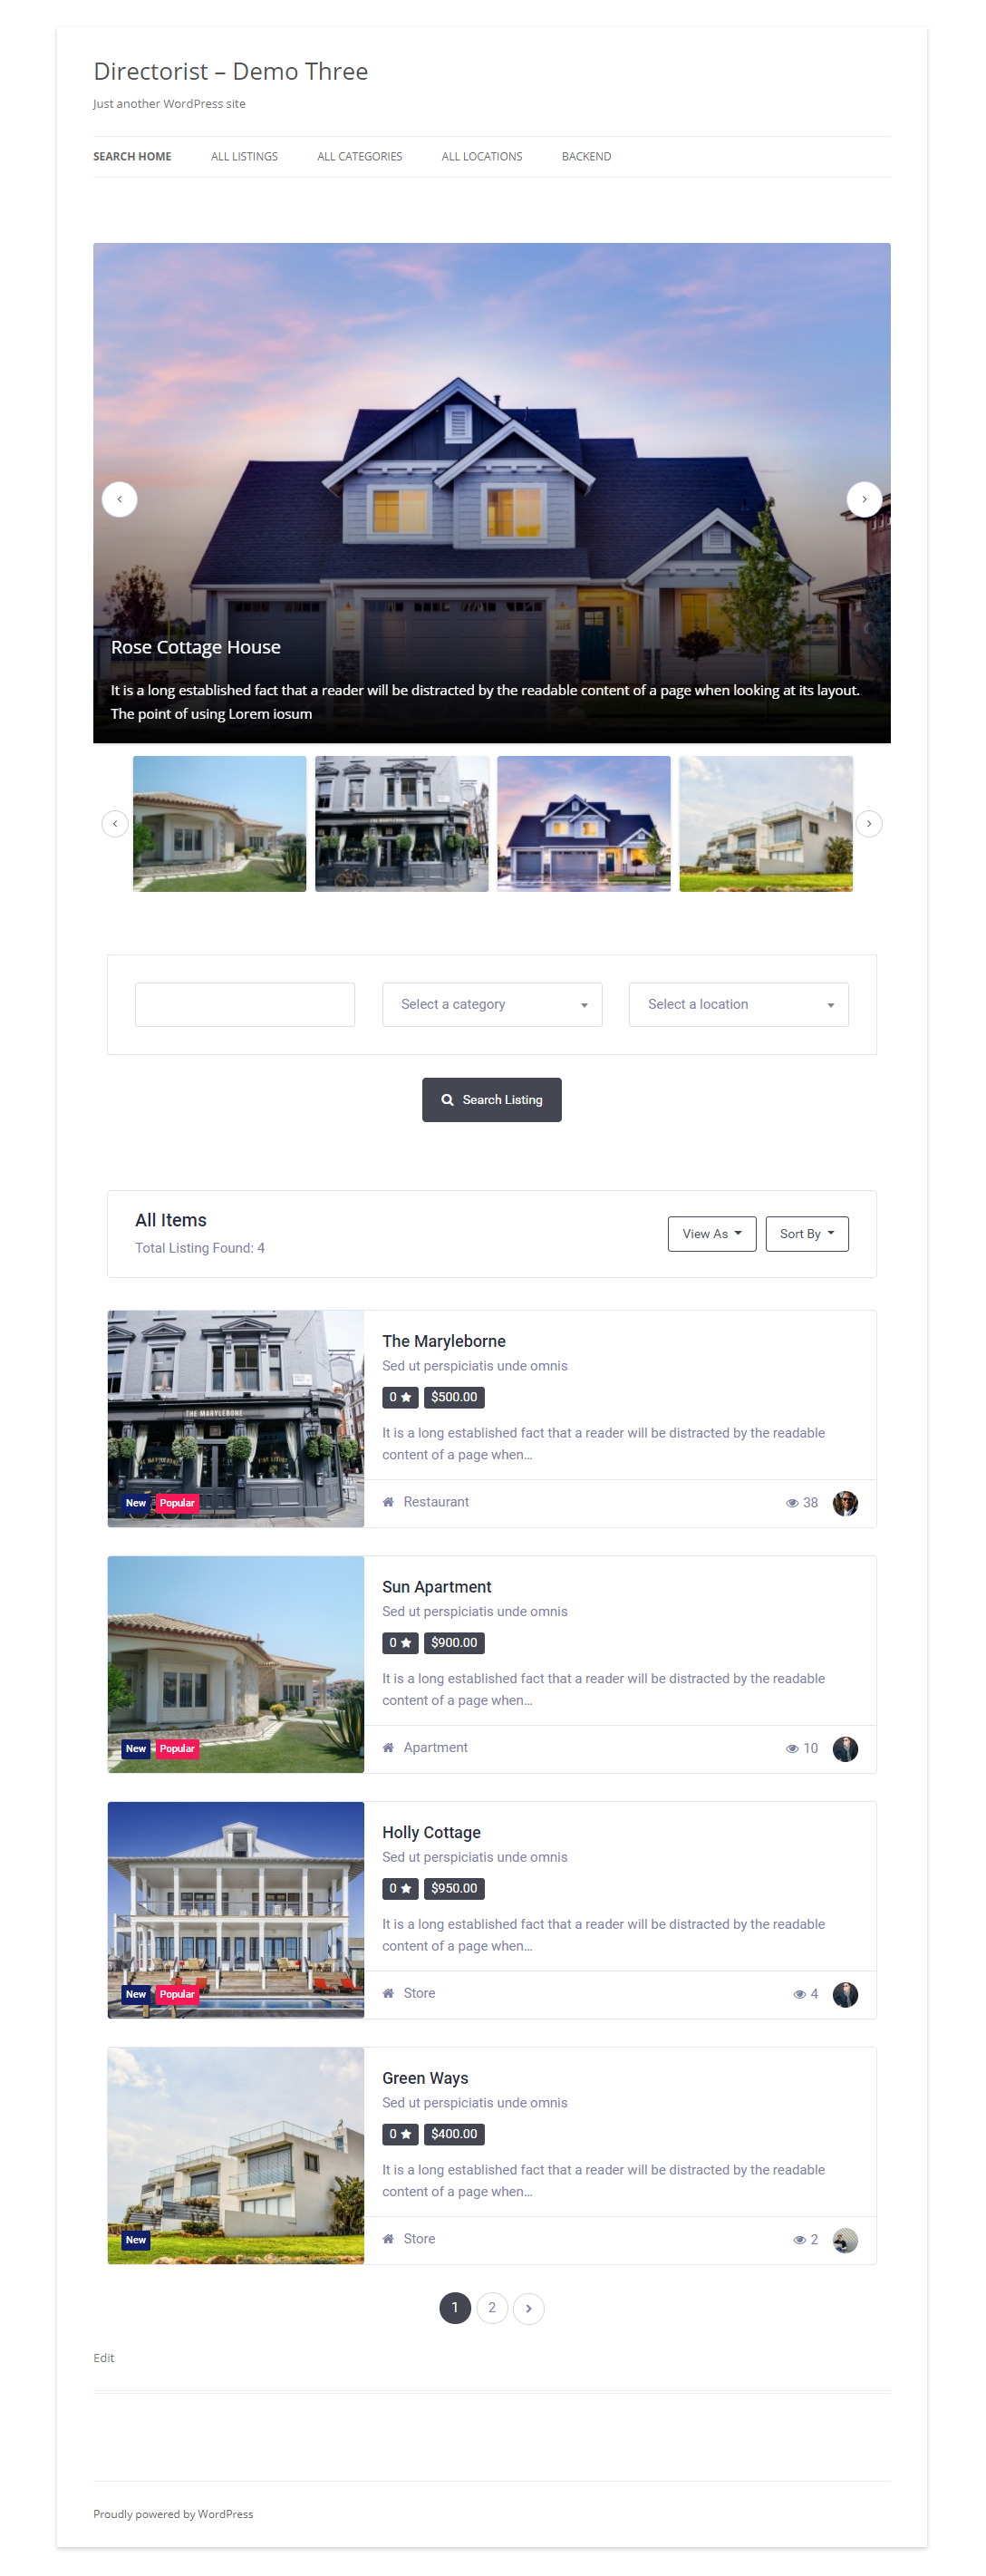 Directorist – Demo Three
Just another WordPress site
SEARCH HOME ALL LISTINGS ALL CATEGORIES ALL LOCATIONS BACKEND
Rose Cottage House
It is a long established fact that a reader will be distracted by the readable content of a page when looking at its layout.
The point of using Lorem iosum
Select a category Select a location
Search Listing
All Items
Total Listing Found: 4
View As Sort By
The Maryleborne
Sed ut perspiciatis unde omnis
0 $500.00
It is a long established fact that a reader will be distracted by the readable
content of a page when...
THE MARYLEBONE
New Popular
Restaurant 38
Sun Apartment
Sed ut perspiciatis unde omnis
0 $900.00
It is a long established fact that a reader will be distracted by the readable
content of a page when...
New Popular
Apartment 10
Holly Cottage
Sed ut perspiciatis unde omnis
0 $950.00
It is a long established fact that a reader will be distracted by the readable
content of a page when...
New Popular
Store 4
Green Ways
Sed ut perspiciatis unde omnis
0 $400.00
It is a long established fact that a reader will be distracted by the readable
content of a page when...
New
Store 2
1 2
Edit
Proudly powered by WordPress